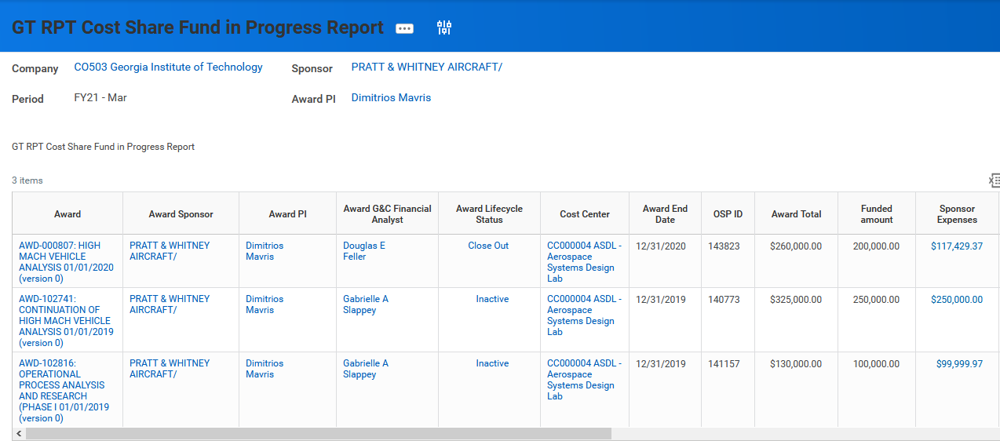 GT RPT Cost Share Fund in Progress Report
Company CO503 Georgia Institute of Technology Sponsor PRATT & WHITNEY AIRCRAFT/
Period FY21 - Mar Award PI Dimitrios Mavris
GT RPT Cost Share Fund in Progress Report
3 items
Award
Award Sponsor
Award PI
Award G&C Financial
Analyst
Award Lifecycle
Status
Cost Center
Award End
Date
OSP ID
Award Total
Funded
amount
Sponsor
Expenses
AWD-000807: HIGH
MACH VEHICLE
ANALYSIS 01/01/2020
(version 0)
PRATT & WHITNEY
AIRCRAFT/
Dimitrios
Mavris
Douglas E
Feller
Close Out
CC000004 ASDL -
Aerospace
Systems Design
Lab
12/31/2020
143823
$260,000.00
200,000.00
$117,429.37
AWD-102741:
CONTINUATION OF
HIGH MACH VEHICLE
ANALYSIS 01/01/2019
(version 0)
PRATT & WHITNEY
AIRCRAFT/
Dimitrios
Mavris
Gabrielle A
Slappey
Inactive
CC000004 ASDL -
Aerospace
Systems Design
Lab
12/31/2019
140773
$325,000.00
250,000.00
$250,000.00
AWD-102816:
OPERATIONAL
PROCESS ANALYSIS
AND RESEARCH
(PHASE I 01/01/2019
(version 0)
PRATT & WHITNEY
AIRCRAFT/
Dimitrios
Mavris
Gabrielle A
Slappey
Inactive
CC000004 ASDL -
Aerospace
Systems Design
Lab
12/31/2019
141157
$130,000.00
100,000.00
$99,999.97